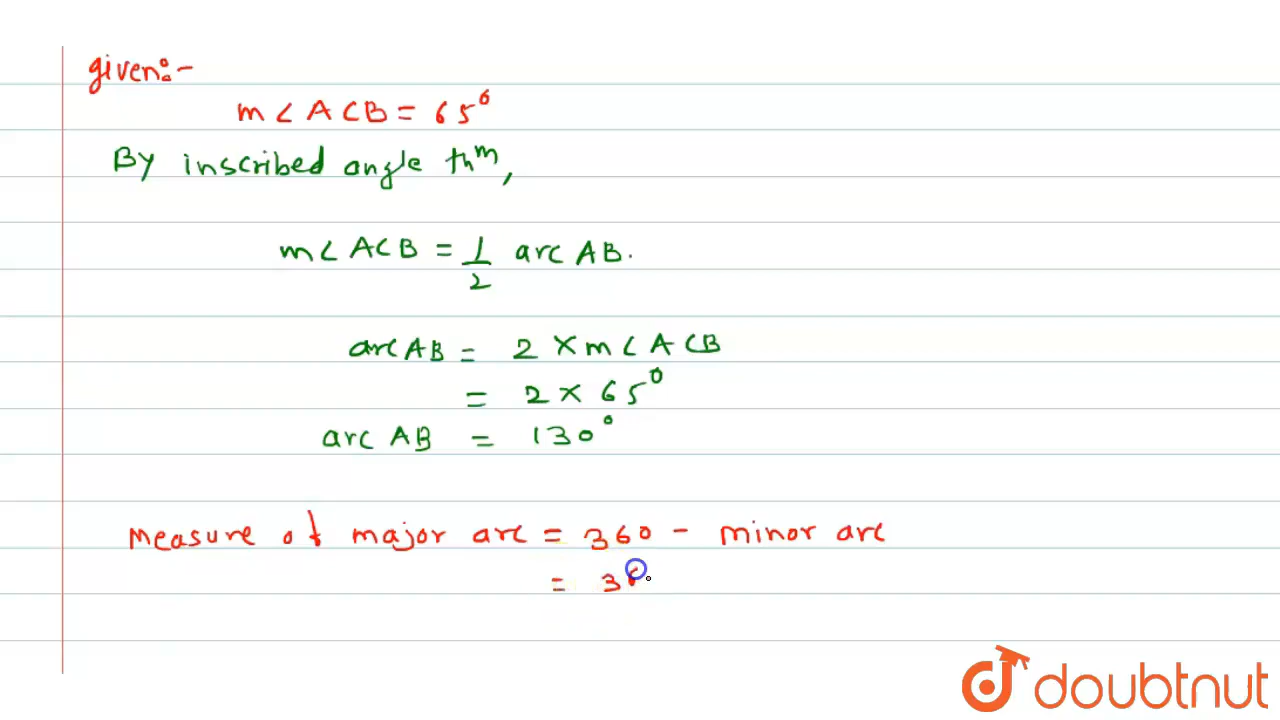 given:-
m∠ACB = 65°
By inscribed angle thm,
m∠ACB = 1/2 arc AB.
arc AB = 2 × m∠ACB
= 2 × 65°
arc AB = 130°
Measure of major arc = 360 - minor arc
= 36
doubtnut